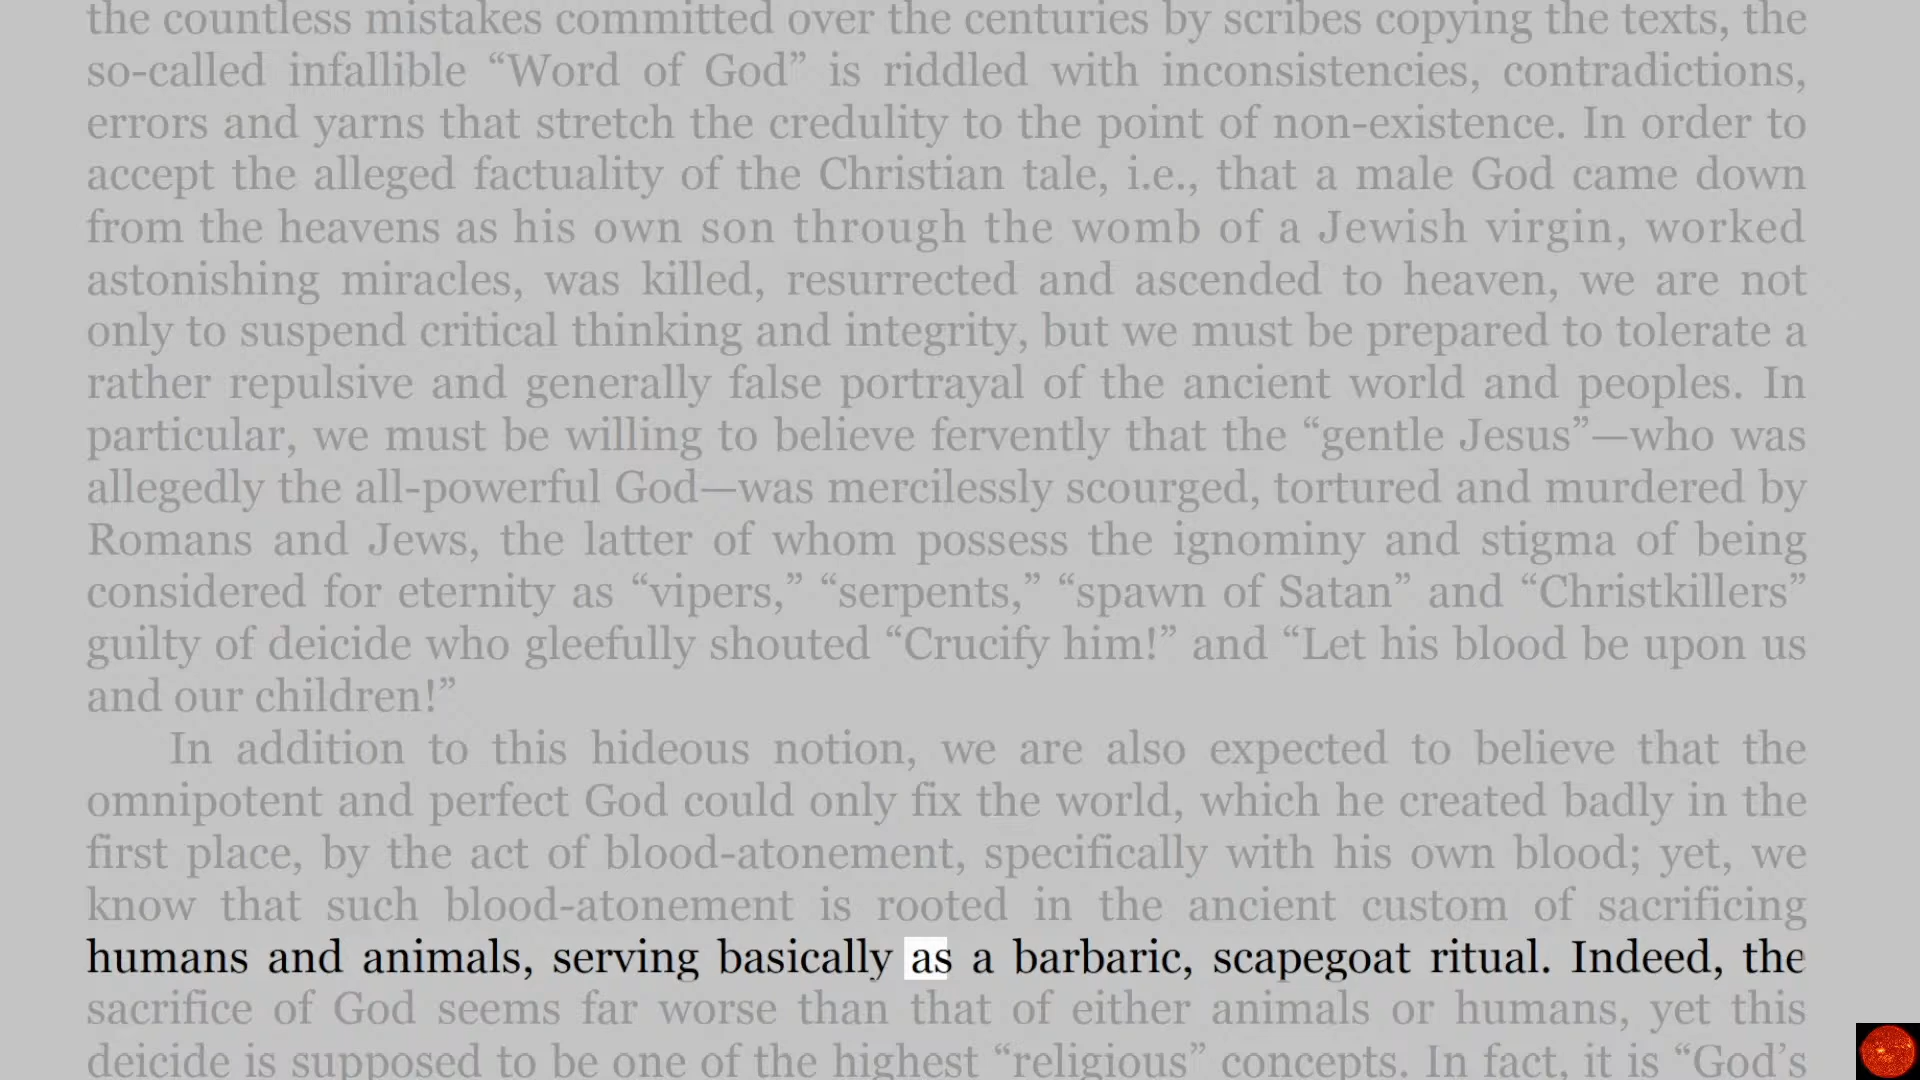 the countless mistakes committed over the centuries by scribes copying the texts, the
so-called infallible “Word of God” is riddled with inconsistencies, contradictions,
errors and yarns that stretch the credulity to the point of non-existence. In order to
accept the alleged factuality of the Christian tale, i.e., that a male God came down
from the heavens as his own son through the womb of a Jewish virgin, worked
astonishing miracles, was killed, resurrected and ascended to heaven, we are not
only to suspend critical thinking and integrity, but we must be prepared to tolerate a
rather repulsive and generally false portrayal of the ancient world and peoples. In
particular, we must be willing to believe fervently that the “gentle Jesus”—who was
allegedly the all-powerful God—was mercilessly scourged, tortured and murdered by
Romans and Jews, the latter of whom possess the ignominy and stigma of being
considered for eternity as “vipers,” “serpents,” “spawn of Satan” and “Christkillers”
guilty of deicide who gleefully shouted “Crucify him!” and “Let his blood be upon us
and our children!”
In addition to this hideous notion, we are also expected to believe that the
omnipotent and perfect God could only fix the world, which he created badly in the
first place, by the act of blood-atonement, specifically with his own blood; yet, we
know that such blood-atonement is rooted in the ancient custom of sacrificing
humans and animals, serving basically as a barbaric, scapegoat ritual. Indeed, the
sacrifice of God seems far worse than that of either animals or humans, yet this
deicide is supposed to be one of the highest “religious” concepts. In fact, it is “God’s